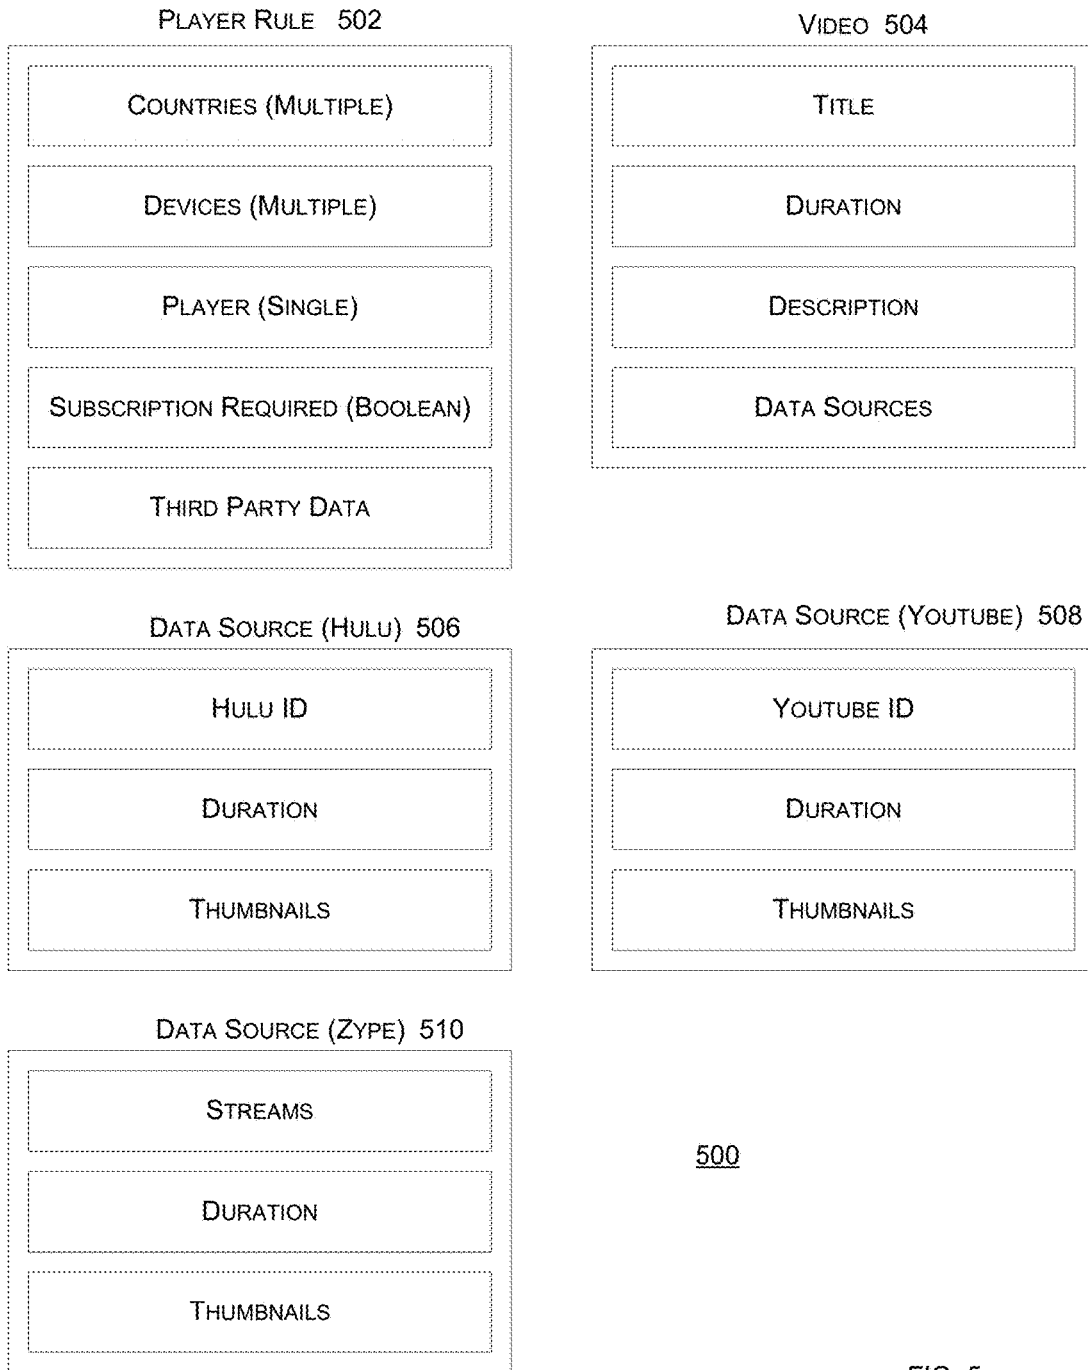 PLAYER RULE 502
COUNTRIES (MULTIPLE)
DEVICES (MULTIPLE)
PLAYER (SINGLE)
SUBSCRIPTION REQUIRED (BOOLEAN)
THIRD PARTY DATA
VIDEO 504
TITLE
DURATION
DESCRIPTION
DATA SOURCES
DATA SOURCE (HULU) 506
HULU ID
DURATION
THUMBNAILS
DATA SOURCE (YOUTUBE) 508
YOUTUBE ID
DURATION
THUMBNAILS
DATA SOURCE (ZYPE) 510
STREAMS
DURATION
THUMBNAILS
500
FIG. 5